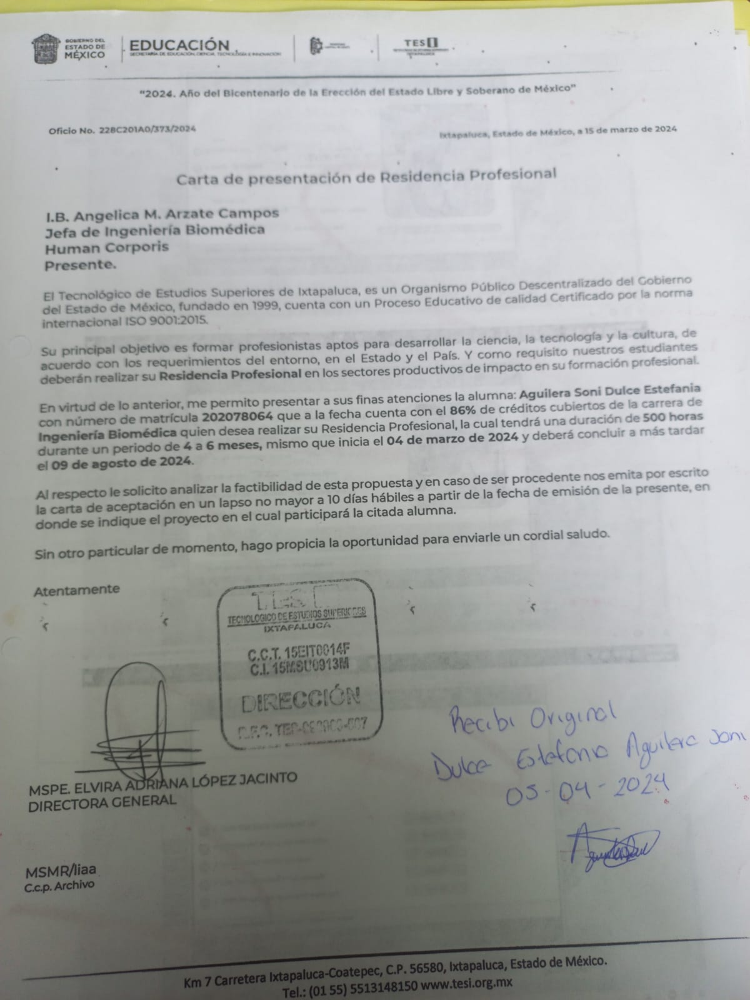 GOBIERNO DEL
ESTADO DE
MÉXICO
EDUCACIÓN
SECRETARÍA DE EDUCACIÓN, CIENCIA, TECNOLOGÍA E INNOVACIÓN
TESI
"2024. Año del Bicentenario de la Erección del Estado Libre y Soberano de México"
Oficio No. 228C201A0/373/2024
Ixtapaluca, Estado de México, a 15 de marzo de 2024
Carta de presentación de Residencia Profesional
I.B. Angelica M. Arzate Campos
Jefa de Ingeniería Biomédica
Human Corporis
Presente.
El Tecnológico de Estudios Superiores de Ixtapaluca, es un Organismo Público Descentralizado del Gobierno
del Estado de México, fundado en 1999, cuenta con un Proceso Educativo de calidad Certificado por la norma
internacional ISO 9001:2015.
Su principal objetivo es formar profesionistas aptos para desarrollar la ciencia, la tecnología y la cultura, de
acuerdo con los requerimientos del entorno, en el Estado y el País. Y como requisito nuestros estudiantes
deberán realizar su Residencia Profesional en los sectores productivos de impacto en su formación profesional.
En virtud de lo anterior, me permito presentar a sus finas atenciones la alumna: Aguilera Soni Dulce Estefania
con número de matrícula 202078064 que a la fecha cuenta con el 86% de créditos cubiertos de la carrera de
Ingeniería Biomédica quien desea realizar su Residencia Profesional, la cual tendrá una duración de 500 horas
durante un periodo de 4 a 6 meses, mismo que inicia el 04 de marzo de 2024 y deberá concluir a más tardar
el 09 de agosto de 2024.
Al respecto le solicito analizar la factibilidad de esta propuesta y en caso de ser procedente nos emita por escrito
la carta de aceptación en un lapso no mayor a 10 días hábiles a partir de la fecha de emisión de la presente, en
donde se indique el proyecto en el cual participará la citada alumna.
Sin otro particular de momento, hago propicia la oportunidad para enviarle un cordial saludo.
Atentamente
TESI
TECNOLOGICO DE ESTUDIOS SUPERIORES
IXTAPALUCA
C.C.T. 15EIT0014F
C.I. 15MSU0913M
DIRECCIÓN
Recibi Original
Dulce Estefania Aguilera Soni
05-04-2024
MSPE. ELVIRA ADRIANA LÓPEZ JACINTO
DIRECTORA GENERAL
MSMR/liaa
C.c.p. Archivo
Km 7 Carretera Ixtapaluca-Coatepec, C.P. 56580, Ixtapaluca, Estado de México.
Tel.: (01 55) 5513148150 www.tesi.org.mx